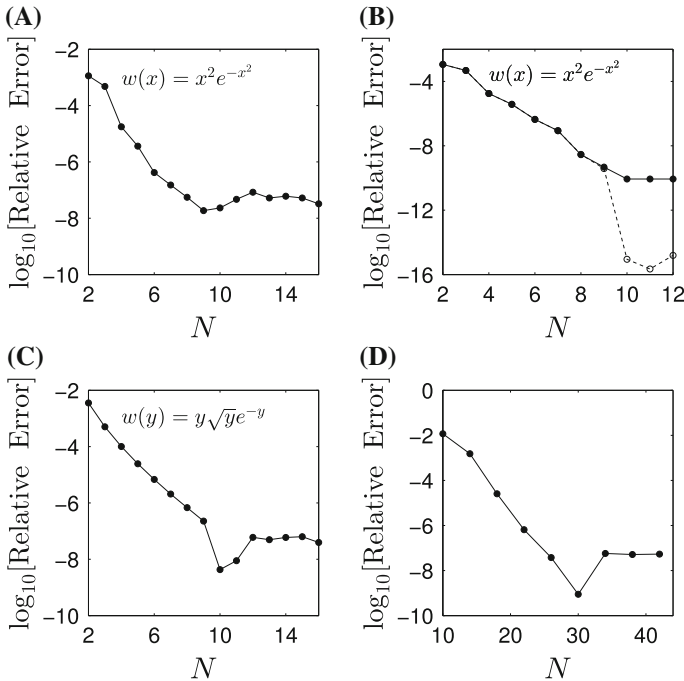 (A)
log₁₀[Relative Error]
−2
−4
−6
−8
−10
w(x) = x²e^{−x²}
2 6 10 14
N
(B)
log₁₀[Relative Error]
−4
−8
−12
−16
w(x) = x²e^{−x²}
2 4 6 8 10 12
N
(C)
log₁₀[Relative Error]
−2
−4
−6
−8
−10
w(y) = y√ye^{−y}
2 6 10 14
N
(D)
log₁₀[Relative Error]
0
−2
−4
−6
−8
−10
10 20 30 40
N